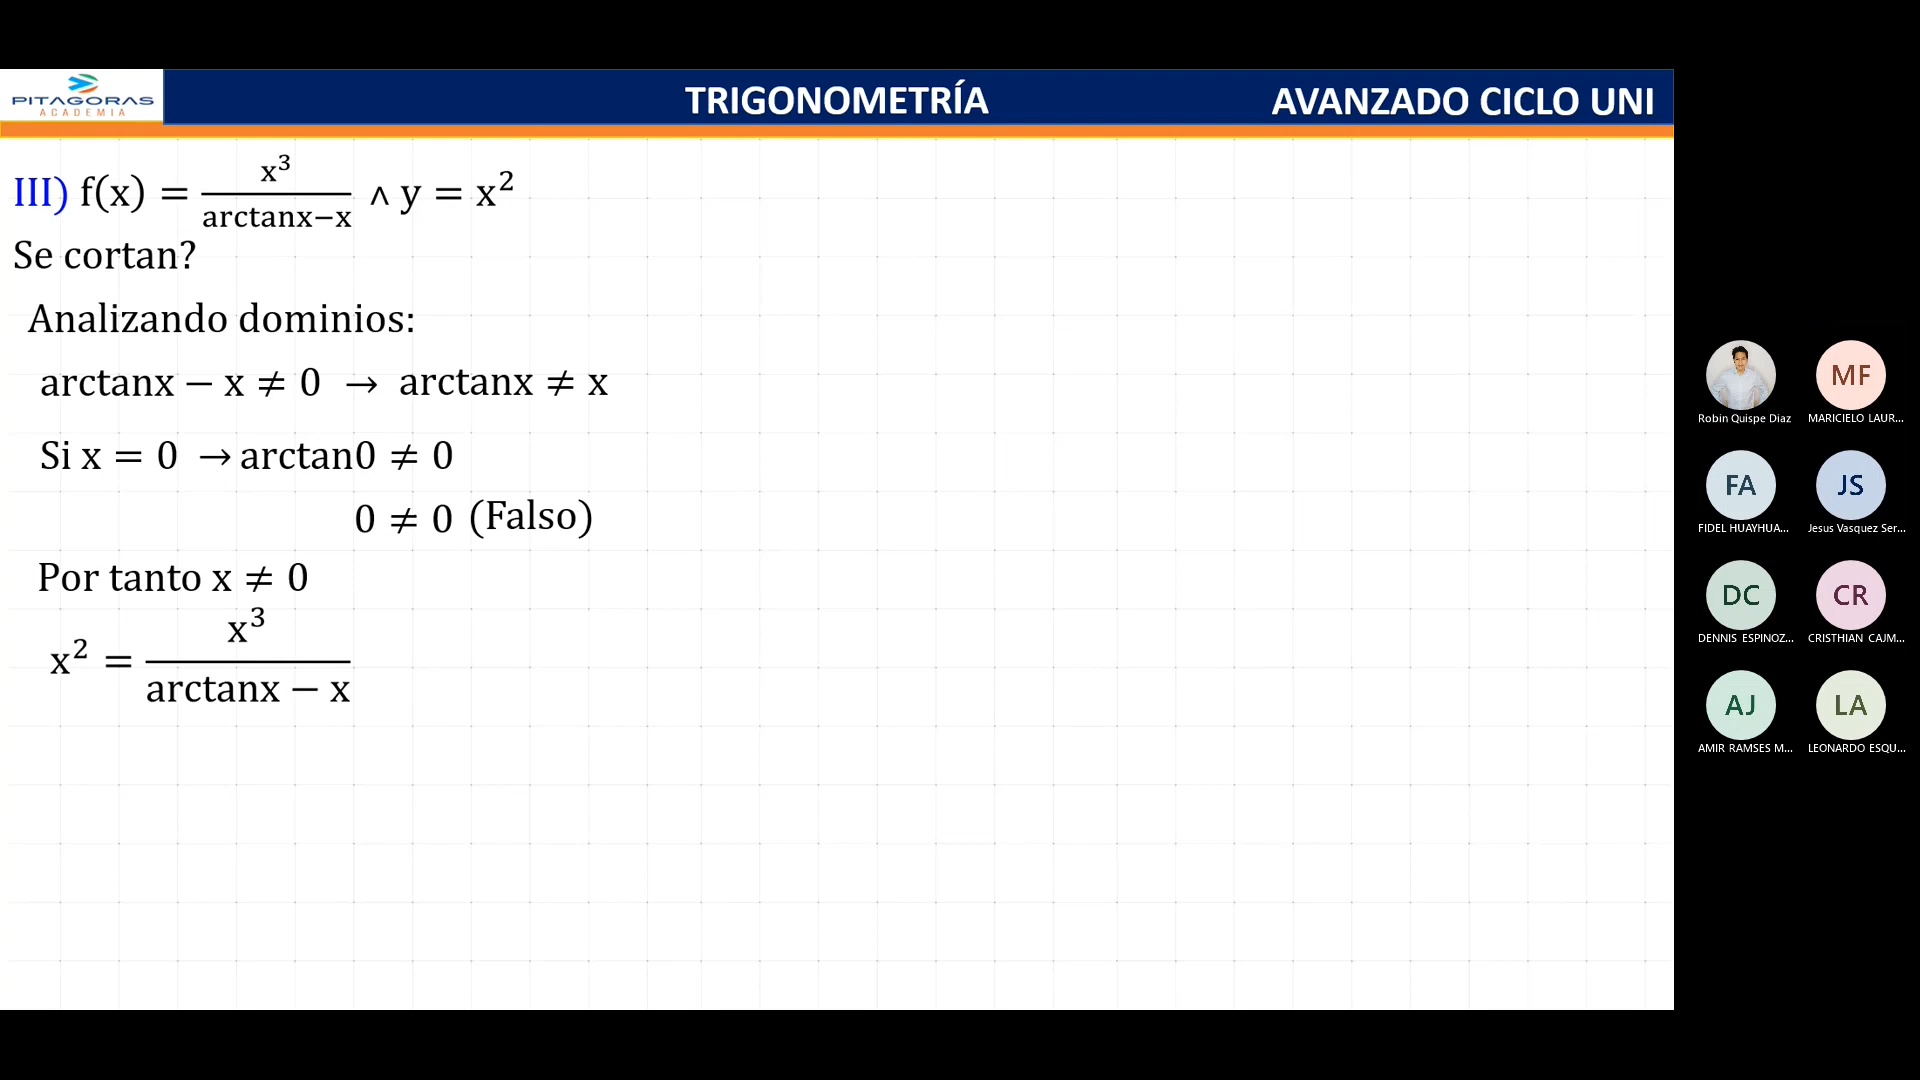 PITAGORAS
ACADEMIA
TRIGONOMETRÍA
AVANZADO CICLO UNI
III) f(x) = x³/(arctanx−x) ∧ y = x²
Se cortan?
Analizando dominios:
arctanx − x ≠ 0 → arctanx ≠ x
Si x = 0 → arctan0 ≠ 0
0 ≠ 0 (Falso)
Por tanto x ≠ 0
x² = x³/(arctanx − x)
Robin Quispe Diaz
MF
MARICIELO LAUR...
FA
FIDEL HUAYHUA...
JS
Jesus Vasquez Ser...
DC
DENNIS ESPINOZ...
CR
CRISTHIAN CAJM...
AJ
AMIR RAMSES M...
LA
LEONARDO ESQU...